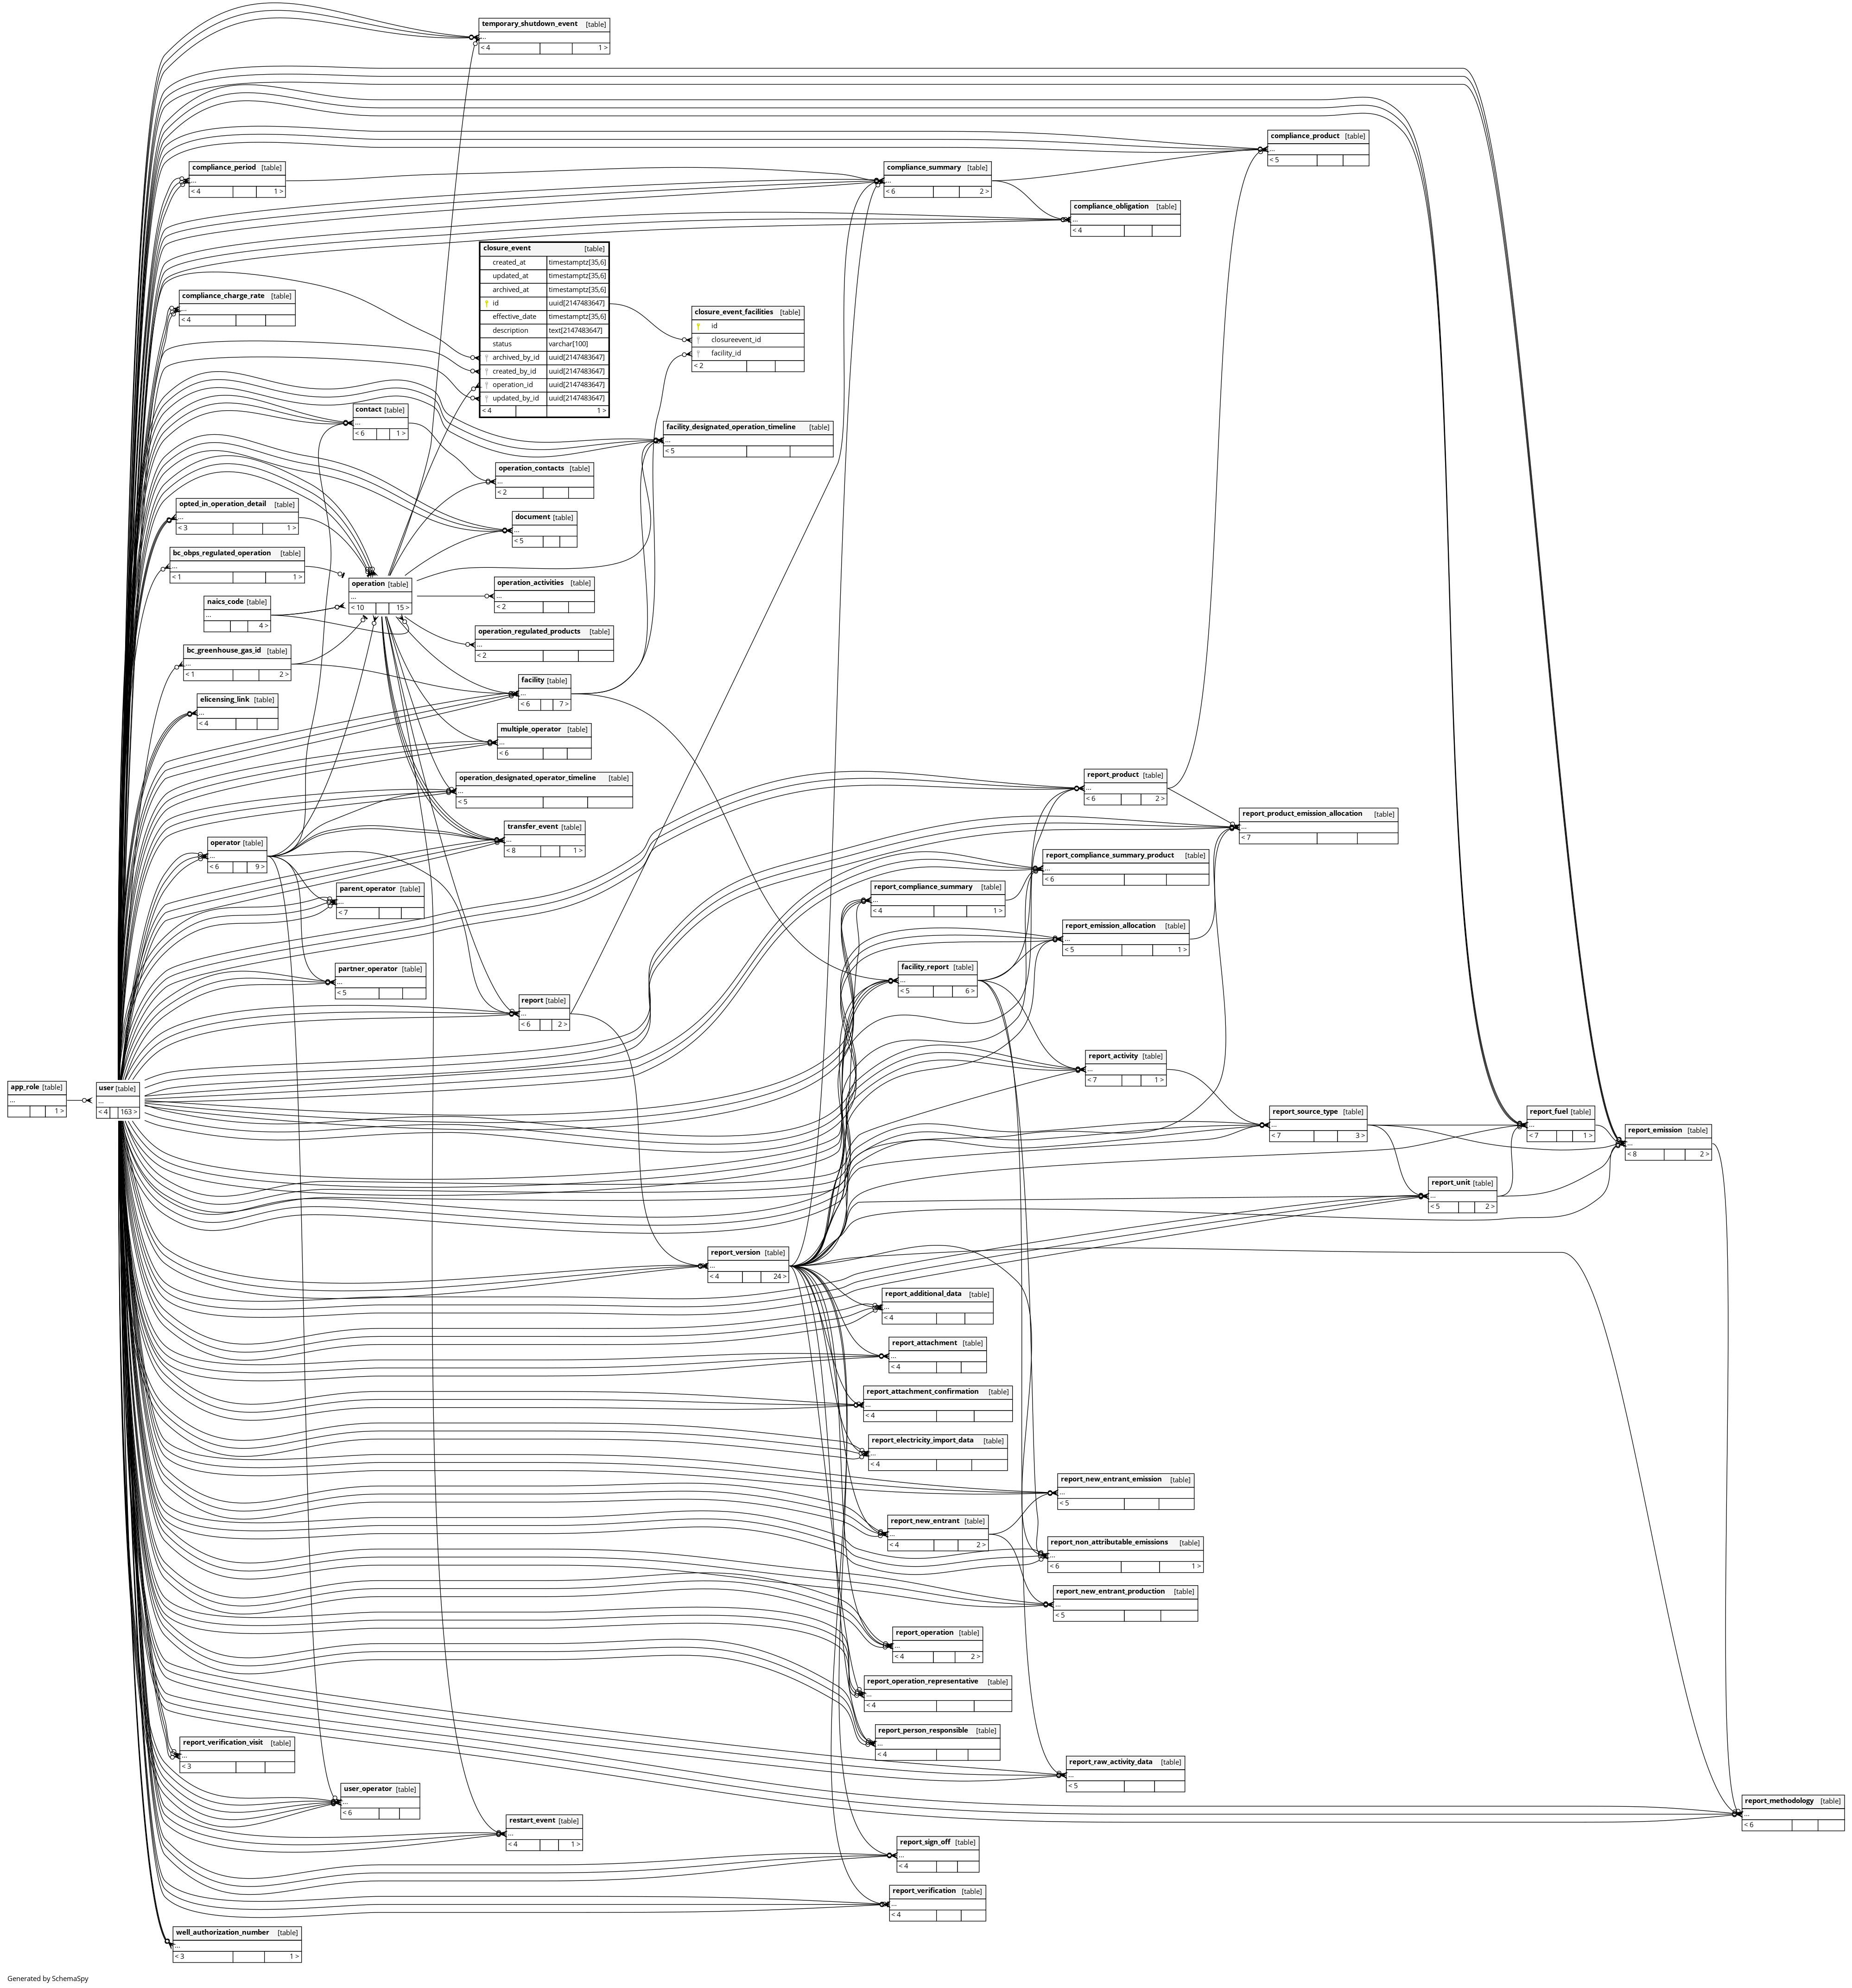 temporary_shutdown_event [table]
...
< 4 1 >
compliance_product [table]
...
< 5
compliance_period [table]
...
< 4 1 >
compliance_summary [table]
...
< 6 2 >
compliance_obligation [table]
...
< 4
closure_event [table]
created_at timestamptz[35,6]
updated_at timestamptz[35,6]
archived_at timestamptz[35,6]
id uuid[2147483647]
effective_date timestamptz[35,6]
description text[2147483647]
status varchar[100]
archived_by_id uuid[2147483647]
created_by_id uuid[2147483647]
operation_id uuid[2147483647]
updated_by_id uuid[2147483647]
< 4 1 >
compliance_charge_rate [table]
...
< 4
closure_event_facilities [table]
id
closureevent_id
facility_id
< 2
contact [table]
...
< 6 1 >
facility_designated_operation_timeline [table]
...
< 5
operation_contacts [table]
...
< 2
opted_in_operation_detail [table]
...
< 3 1 >
document [table]
...
< 5
bc_obps_regulated_operation [table]
...
< 1 1 >
operation [table]
...
< 10 15 >
operation_activities [table]
...
< 2
naics_code [table]
...
4 >
operation_regulated_products [table]
...
< 2
bc_greenhouse_gas_id [table]
...
< 1 2 >
facility [table]
...
< 6 7 >
elicensing_link [table]
...
< 4
multiple_operator [table]
...
< 6
operation_designated_operator_timeline [table]
...
< 5
report_product [table]
...
< 6 2 >
report_product_emission_allocation [table]
...
< 7
transfer_event [table]
...
< 8 1 >
operator [table]
...
< 6 9 >
report_compliance_summary_product [table]
...
< 6
parent_operator [table]
...
< 7
report_compliance_summary [table]
...
< 4 1 >
report_emission_allocation [table]
...
< 5 1 >
partner_operator [table]
...
< 5
facility_report [table]
...
< 5 6 >
report [table]
...
< 6 2 >
report_activity [table]
...
< 7 1 >
app_role [table]
...
1 >
user [table]
...
< 4 163 >
report_source_type [table]
...
< 7 3 >
report_fuel [table]
...
< 7 1 >
report_emission [table]
...
< 8 2 >
report_unit [table]
...
< 5 2 >
report_version [table]
...
< 4 24 >
report_additional_data [table]
...
< 4
report_attachment [table]
...
< 4
report_attachment_confirmation [table]
...
< 4
report_electricity_import_data [table]
...
< 4
report_new_entrant_emission [table]
...
< 5
report_new_entrant [table]
...
< 4 2 >
report_non_attributable_emissions [table]
...
< 6 1 >
report_new_entrant_production [table]
...
< 5
report_operation [table]
...
< 4 2 >
report_operation_representative [table]
...
< 4
report_person_responsible [table]
...
< 4
report_verification_visit [table]
...
< 3
report_raw_activity_data [table]
...
< 5
user_operator [table]
...
< 6
report_methodology [table]
...
< 6
restart_event [table]
...
< 4 1 >
report_sign_off [table]
...
< 4
report_verification [table]
...
< 4
well_authorization_number [table]
...
< 3 1 >
Generated by SchemaSpy